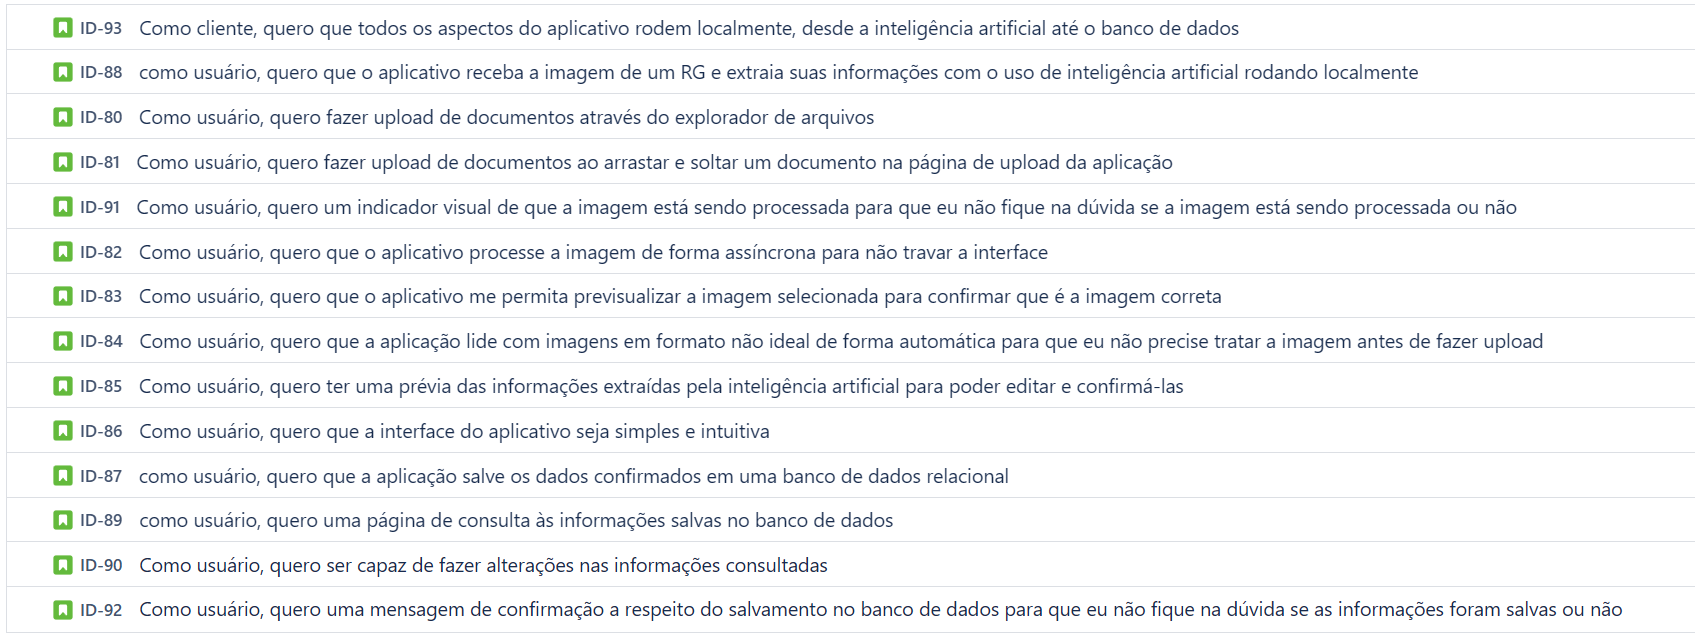 ID-93 Como cliente, quero que todos os aspectos do aplicativo rodem localmente, desde a inteligência artificial até o banco de dados
ID-88 como usuário, quero que o aplicativo receba a imagem de um RG e extraia suas informações com o uso de inteligência artificial rodando localmente
ID-80 Como usuário, quero fazer upload de documentos através do explorador de arquivos
ID-81 Como usuário, quero fazer upload de documentos ao arrastar e soltar um documento na página de upload da aplicação
ID-91 Como usuário, quero um indicador visual de que a imagem está sendo processada para que eu não fique na dúvida se a imagem está sendo processada ou não
ID-82 Como usuário, quero que o aplicativo processe a imagem de forma assíncrona para não travar a interface
ID-83 Como usuário, quero que o aplicativo me permita previsualizar a imagem selecionada para confirmar que é a imagem correta
ID-84 Como usuário, quero que a aplicação lide com imagens em formato não ideal de forma automática para que eu não precise tratar a imagem antes de fazer upload
ID-85 Como usuário, quero ter uma prévia das informações extraídas pela inteligência artificial para poder editar e confirmá-las
ID-86 Como usuário, quero que a interface do aplicativo seja simples e intuitiva
ID-87 como usuário, quero que a aplicação salve os dados confirmados em uma banco de dados relacional
ID-89 como usuário, quero uma página de consulta às informações salvas no banco de dados
ID-90 Como usuário, quero ser capaz de fazer alterações nas informações consultadas
ID-92 Como usuário, quero uma mensagem de confirmação a respeito do salvamento no banco de dados para que eu não fique na dúvida se as informações foram salvas ou não